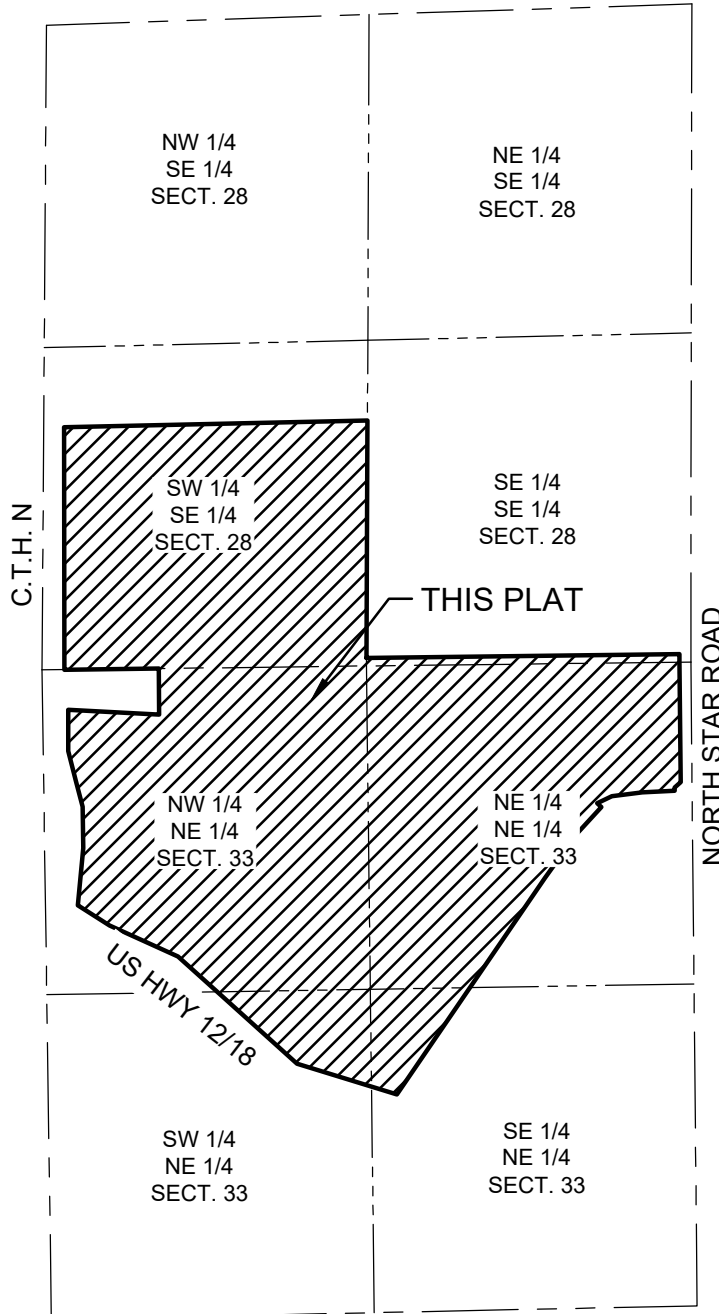 NW 1/4
SE 1/4
SECT. 28
NE 1/4
SE 1/4
SECT. 28
SW 1/4
SE 1/4
SECT. 28
SE 1/4
SE 1/4
SECT. 28
C.T.H. N
THIS PLAT
NORTH STAR ROAD
NW 1/4
NE 1/4
SECT. 33
NE 1/4
NE 1/4
SECT. 33
US HWY 12/18
SW 1/4
NE 1/4
SECT. 33
SE 1/4
NE 1/4
SECT. 33